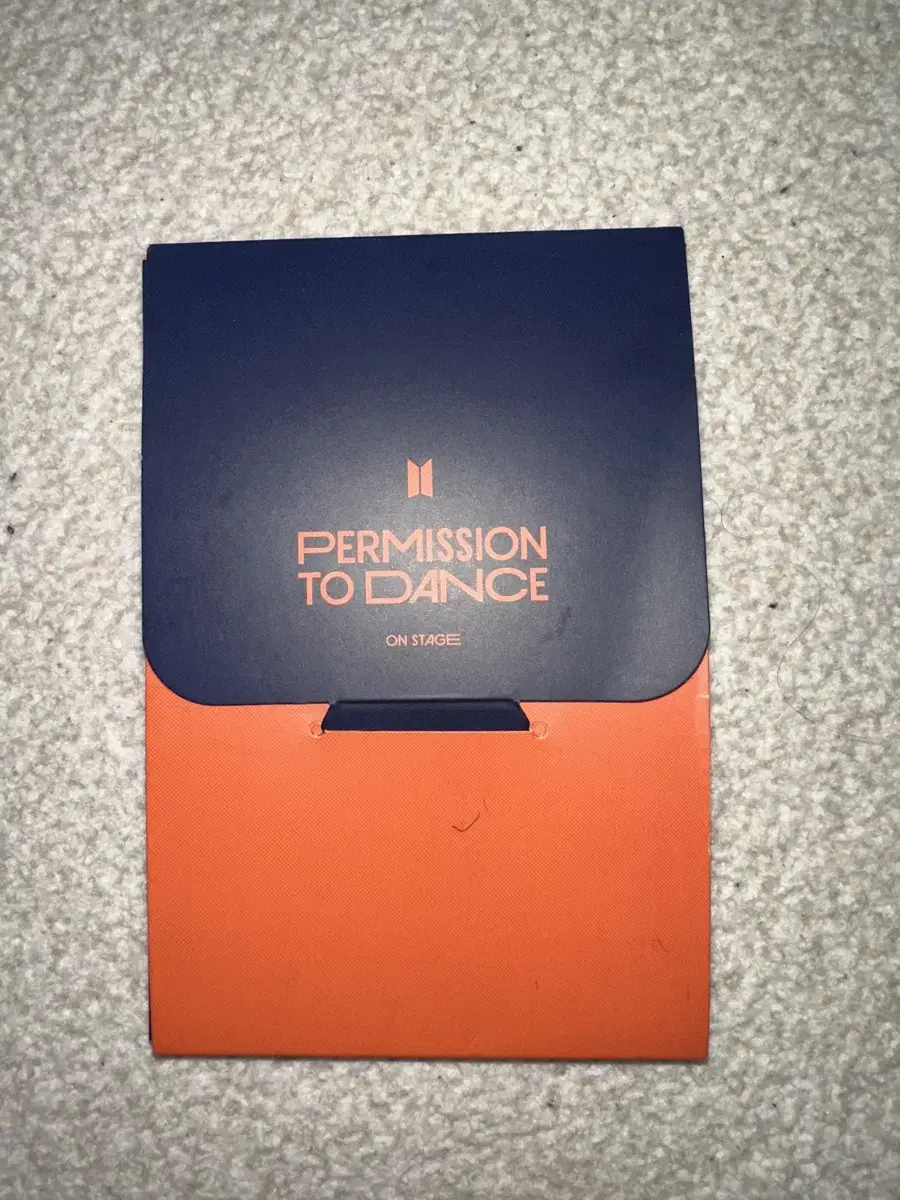 PERMISSION
TO DANCE
ON STAGE